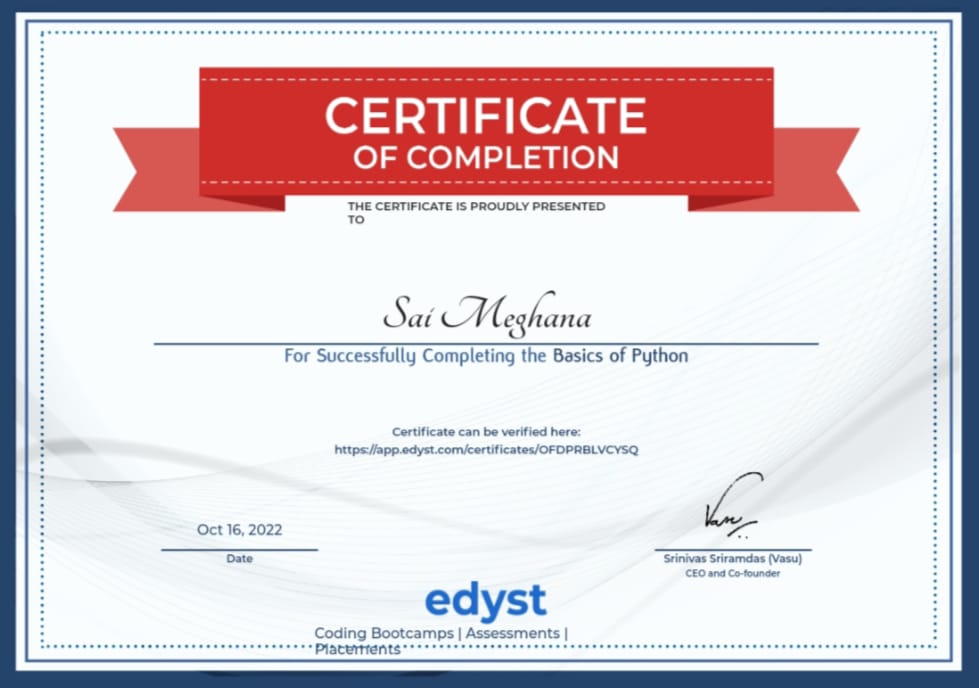 CERTIFICATE
OF COMPLETION
THE CERTIFICATE IS PROUDLY PRESENTED
TO
Sai Meghana
For Successfully Completing the Basics of Python
Certificate can be verified here:
https://app.edyst.com/certificates/OFDPRBLVCYSQ
Oct 16, 2022
Date
Vasu
Srinivas Sriramdas (Vasu)
CEO and Co-founder
edyst
Coding Bootcamps | Assessments |
Placements